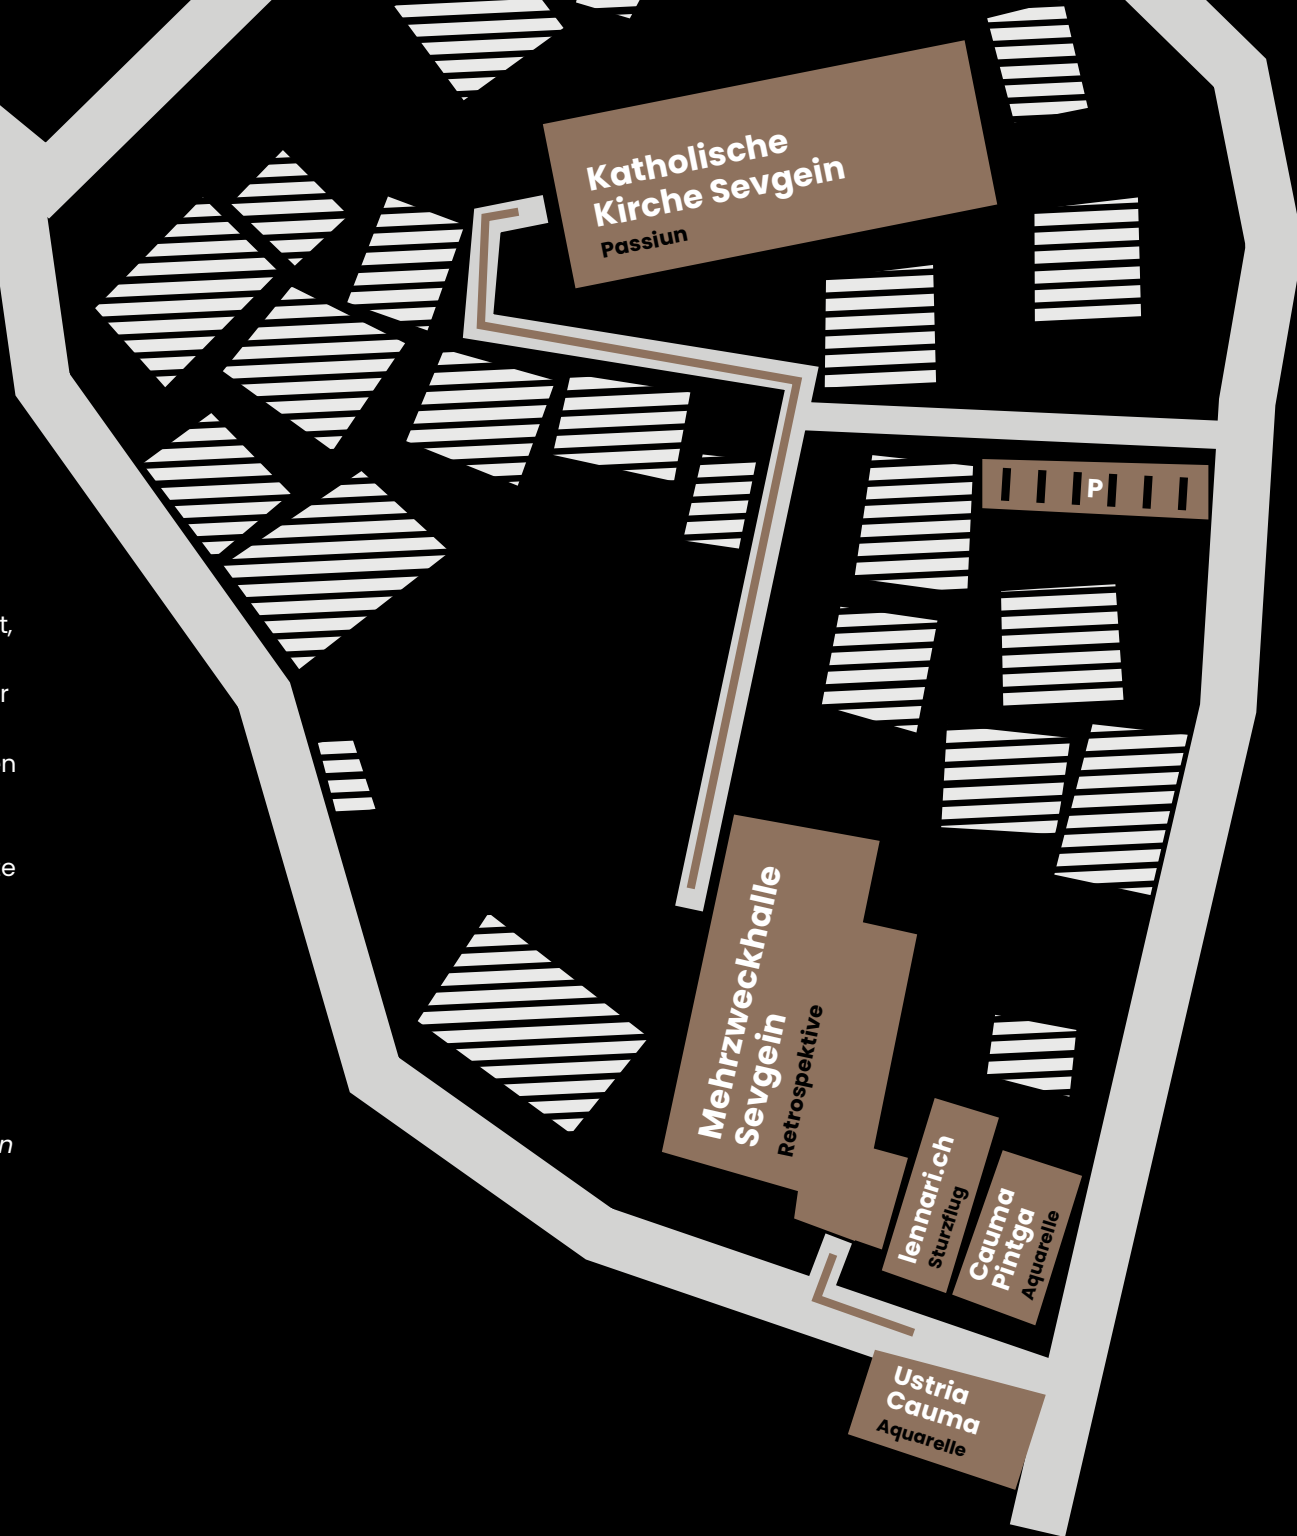 Katholische
Kirche Sevgein
Passiun
P
t,
r
n
e
n
Mehrzweckhalle
Sevgein
Retrospektive
lennari.ch
Sturzflug
Cauma
Pintga
Aquarelle
Ustria
Cauma
Aquarelle